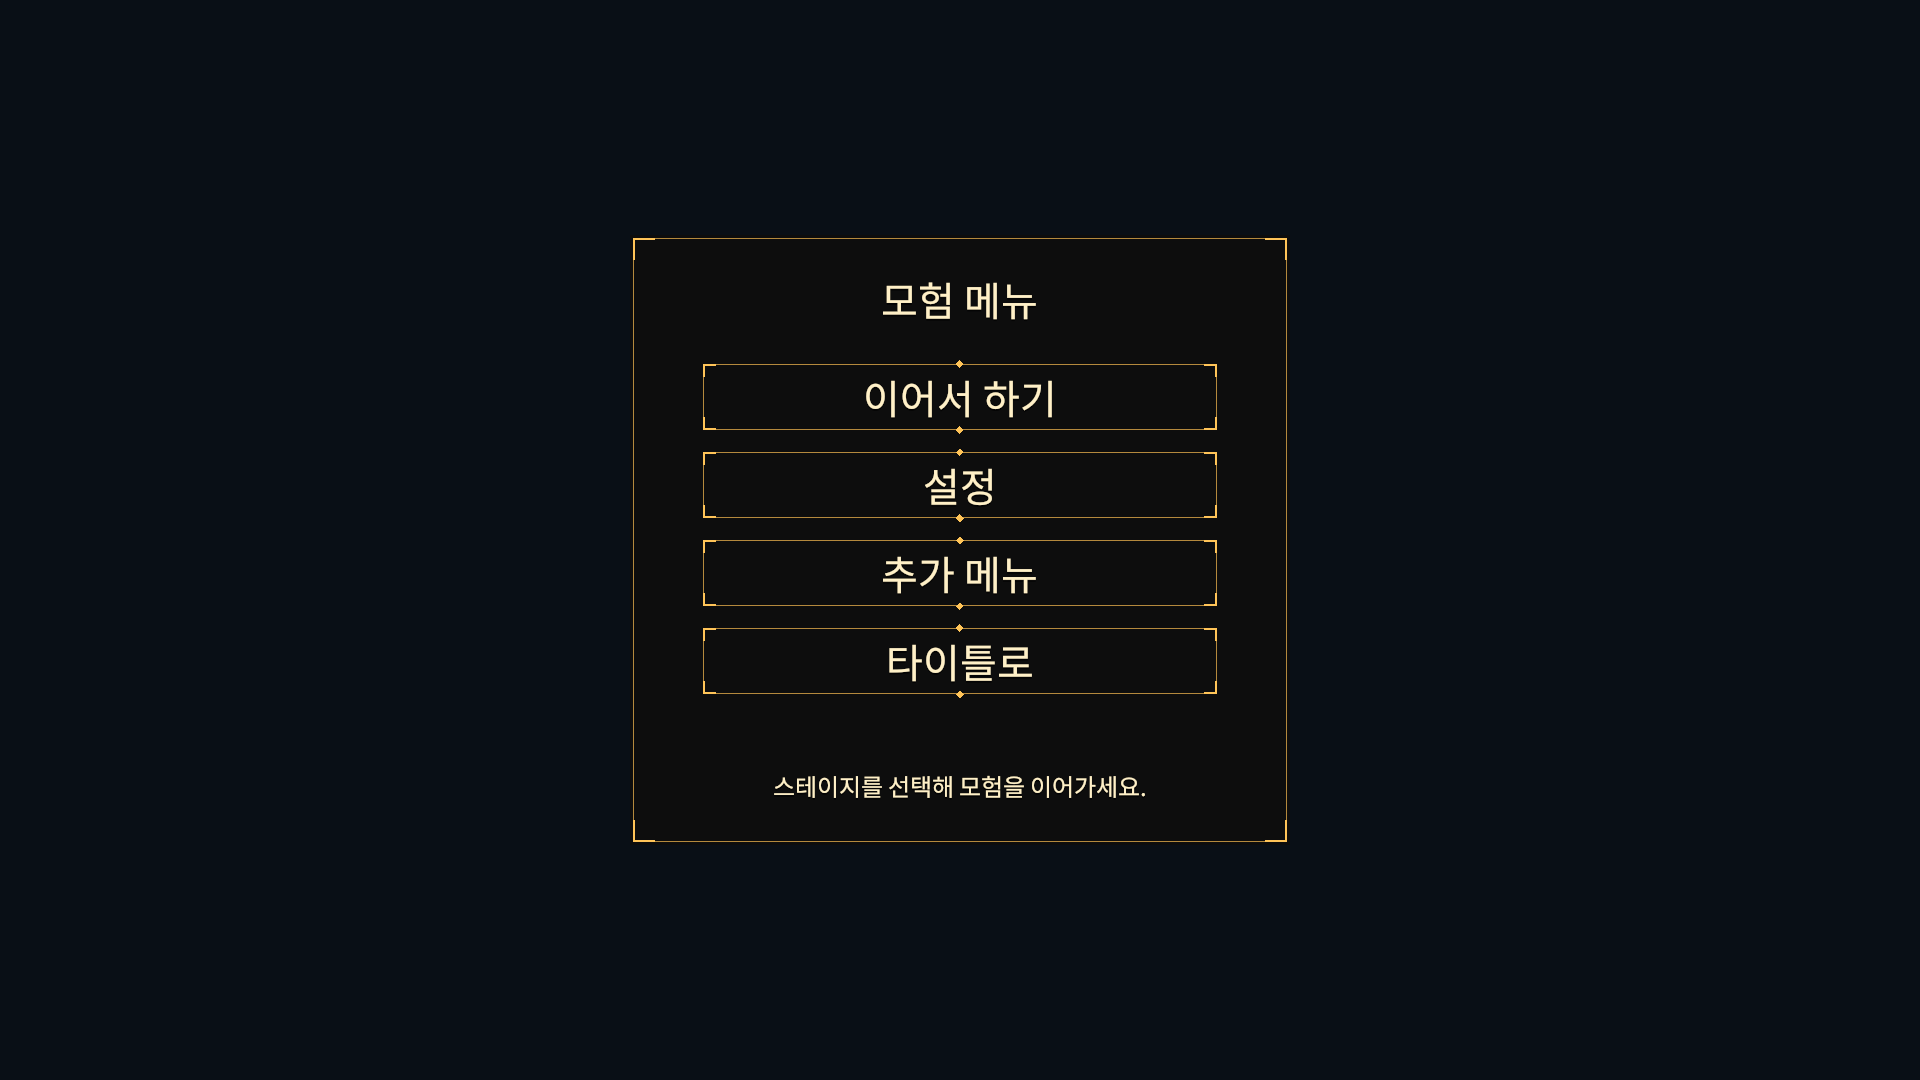 모험 메뉴
이어서 하기
설정
추가 메뉴
타이틀로
스테이지를 선택해 모험을 이어가세요.